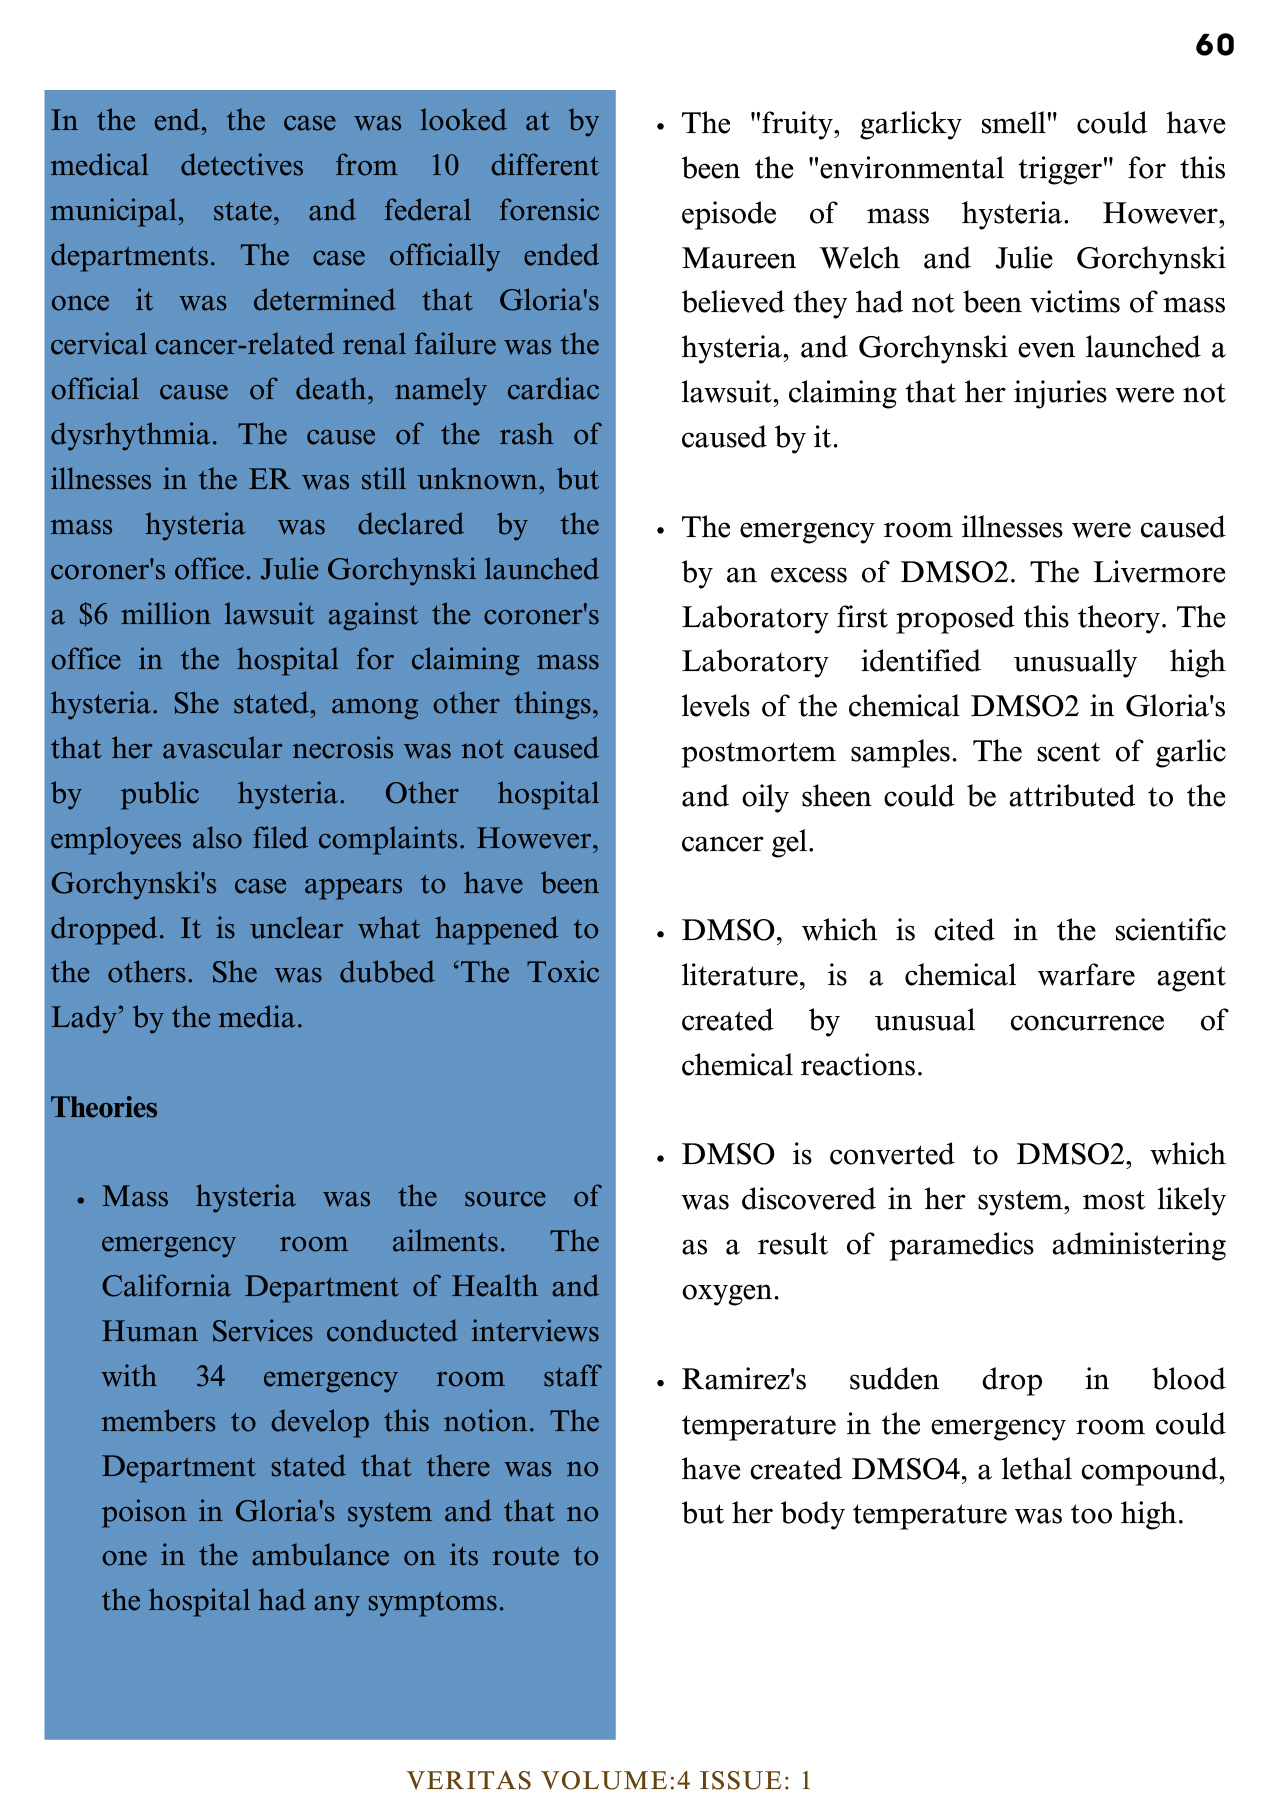 60
In the end, the case was looked at by
medical detectives from 10 different
municipal, state, and federal forensic
departments. The case officially ended
once it was determined that Gloria's
cervical cancer-related renal failure was the
official cause of death, namely cardiac
dysrhythmia. The cause of the rash of
illnesses in the ER was still unknown, but
mass hysteria was declared by the
coroner's office. Julie Gorchynski launched
a $6 million lawsuit against the coroner's
office in the hospital for claiming mass
hysteria. She stated, among other things,
that her avascular necrosis was not caused
by public hysteria. Other hospital
employees also filed complaints. However,
Gorchynski's case appears to have been
dropped. It is unclear what happened to
the others. She was dubbed ‘The Toxic
Lady’ by the media.
Theories
• Mass hysteria was the source of
emergency room ailments. The
California Department of Health and
Human Services conducted interviews
with 34 emergency room staff
members to develop this notion. The
Department stated that there was no
poison in Gloria's system and that no
one in the ambulance on its route to
the hospital had any symptoms.
• The "fruity, garlicky smell" could have
been the "environmental trigger" for this
episode of mass hysteria. However,
Maureen Welch and Julie Gorchynski
believed they had not been victims of mass
hysteria, and Gorchynski even launched a
lawsuit, claiming that her injuries were not
caused by it.
• The emergency room illnesses were caused
by an excess of DMSO2. The Livermore
Laboratory first proposed this theory. The
Laboratory identified unusually high
levels of the chemical DMSO2 in Gloria's
postmortem samples. The scent of garlic
and oily sheen could be attributed to the
cancer gel.
• DMSO, which is cited in the scientific
literature, is a chemical warfare agent
created by unusual concurrence of
chemical reactions.
• DMSO is converted to DMSO2, which
was discovered in her system, most likely
as a result of paramedics administering
oxygen.
• Ramirez's sudden drop in blood
temperature in the emergency room could
have created DMSO4, a lethal compound,
but her body temperature was too high.
VERITAS VOLUME:4 ISSUE: 1